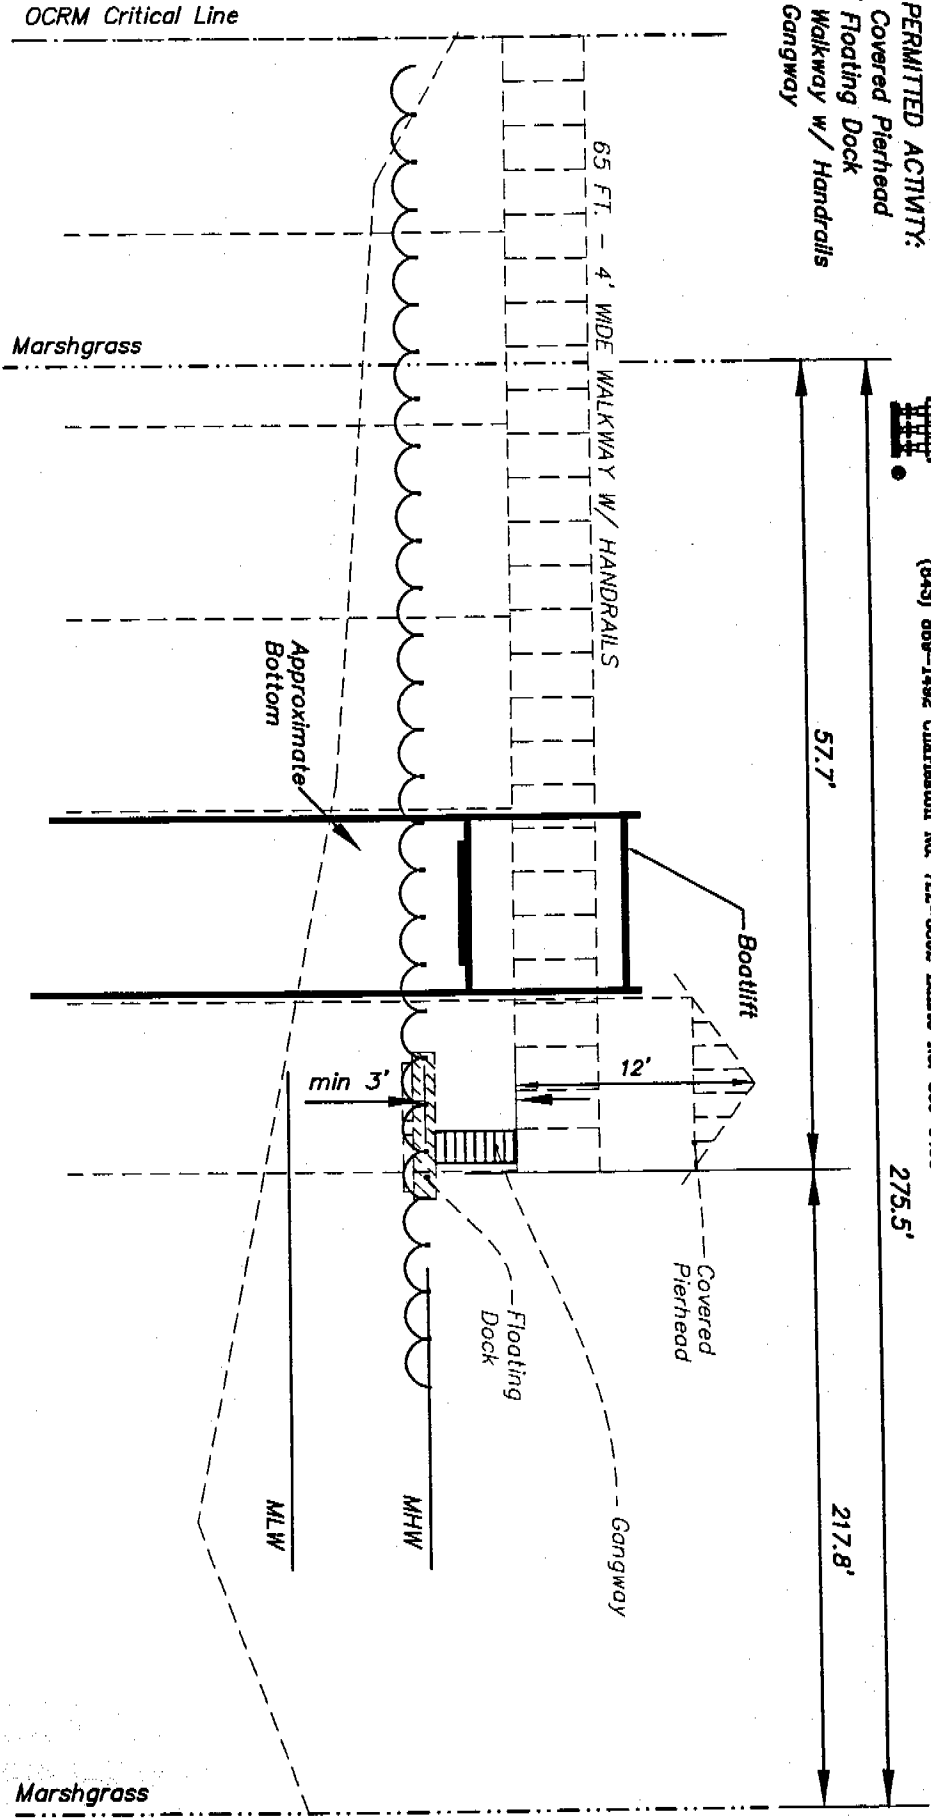 OCRM Critical Line
PERMITTED ACTIVITY:
Covered Pierhead
Floating Dock
Walkway w/ Handrails
Gangway
65 FT. - 4' WIDE WALKWAY W/ HANDRAILS
Marshgrass
57.7'
275.5'
217.8'
Approximate
Bottom
Boatlift
12'
min 3'
Covered
Pierhead
Floating
Dock
Gangway
MHW
MLW
Marshgrass